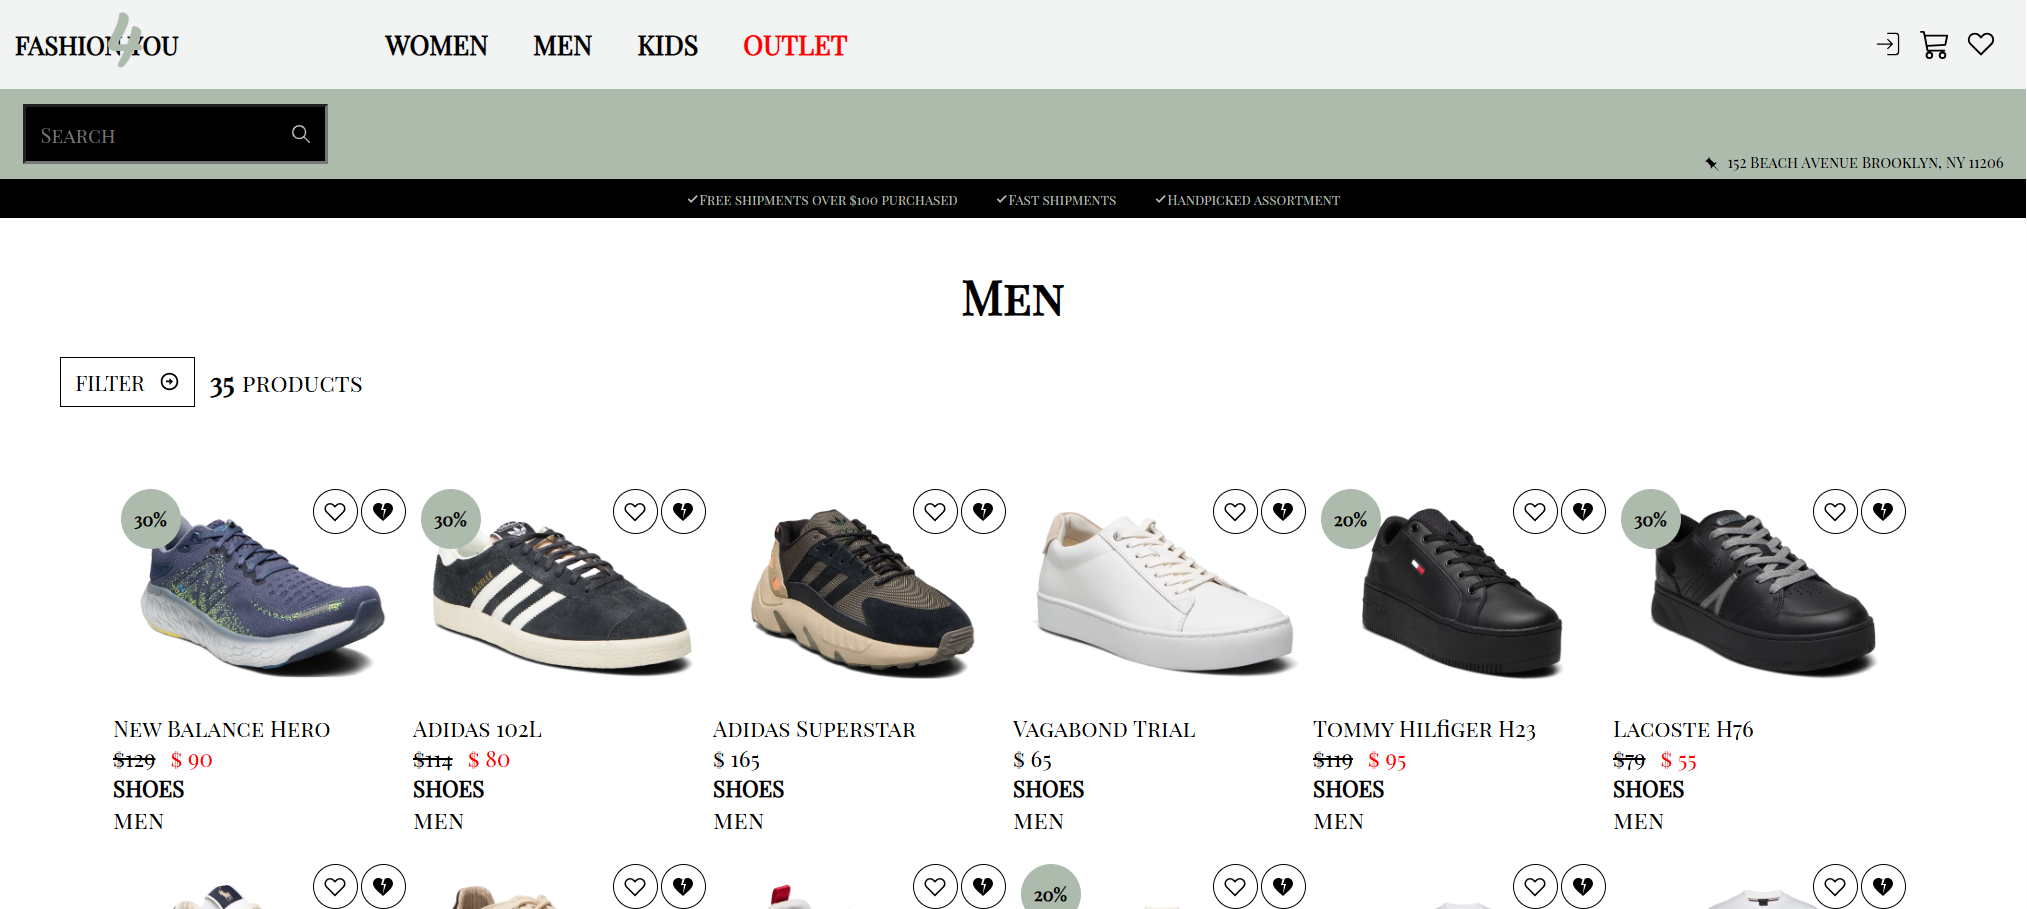 FASHION4YOU
WOMEN MEN KIDS OUTLET
Search
152 Beach Avenue Brooklyn, NY 11206
Free shipments over $100 purchased Fast shipments Handpicked assortment
Men
FILTER 35 PRODUCTS
30% 30% 20% 30%
GAZELLE
New Balance Hero Adidas 102L Adidas Superstar Vagabond Trial Tommy Hilfiger H23 Lacoste H76
$129 $ 90 $114 $ 80 $ 165 $ 65 $119 $ 95 $79 $ 55
SHOES SHOES SHOES SHOES SHOES SHOES
MEN MEN MEN MEN MEN MEN
20%